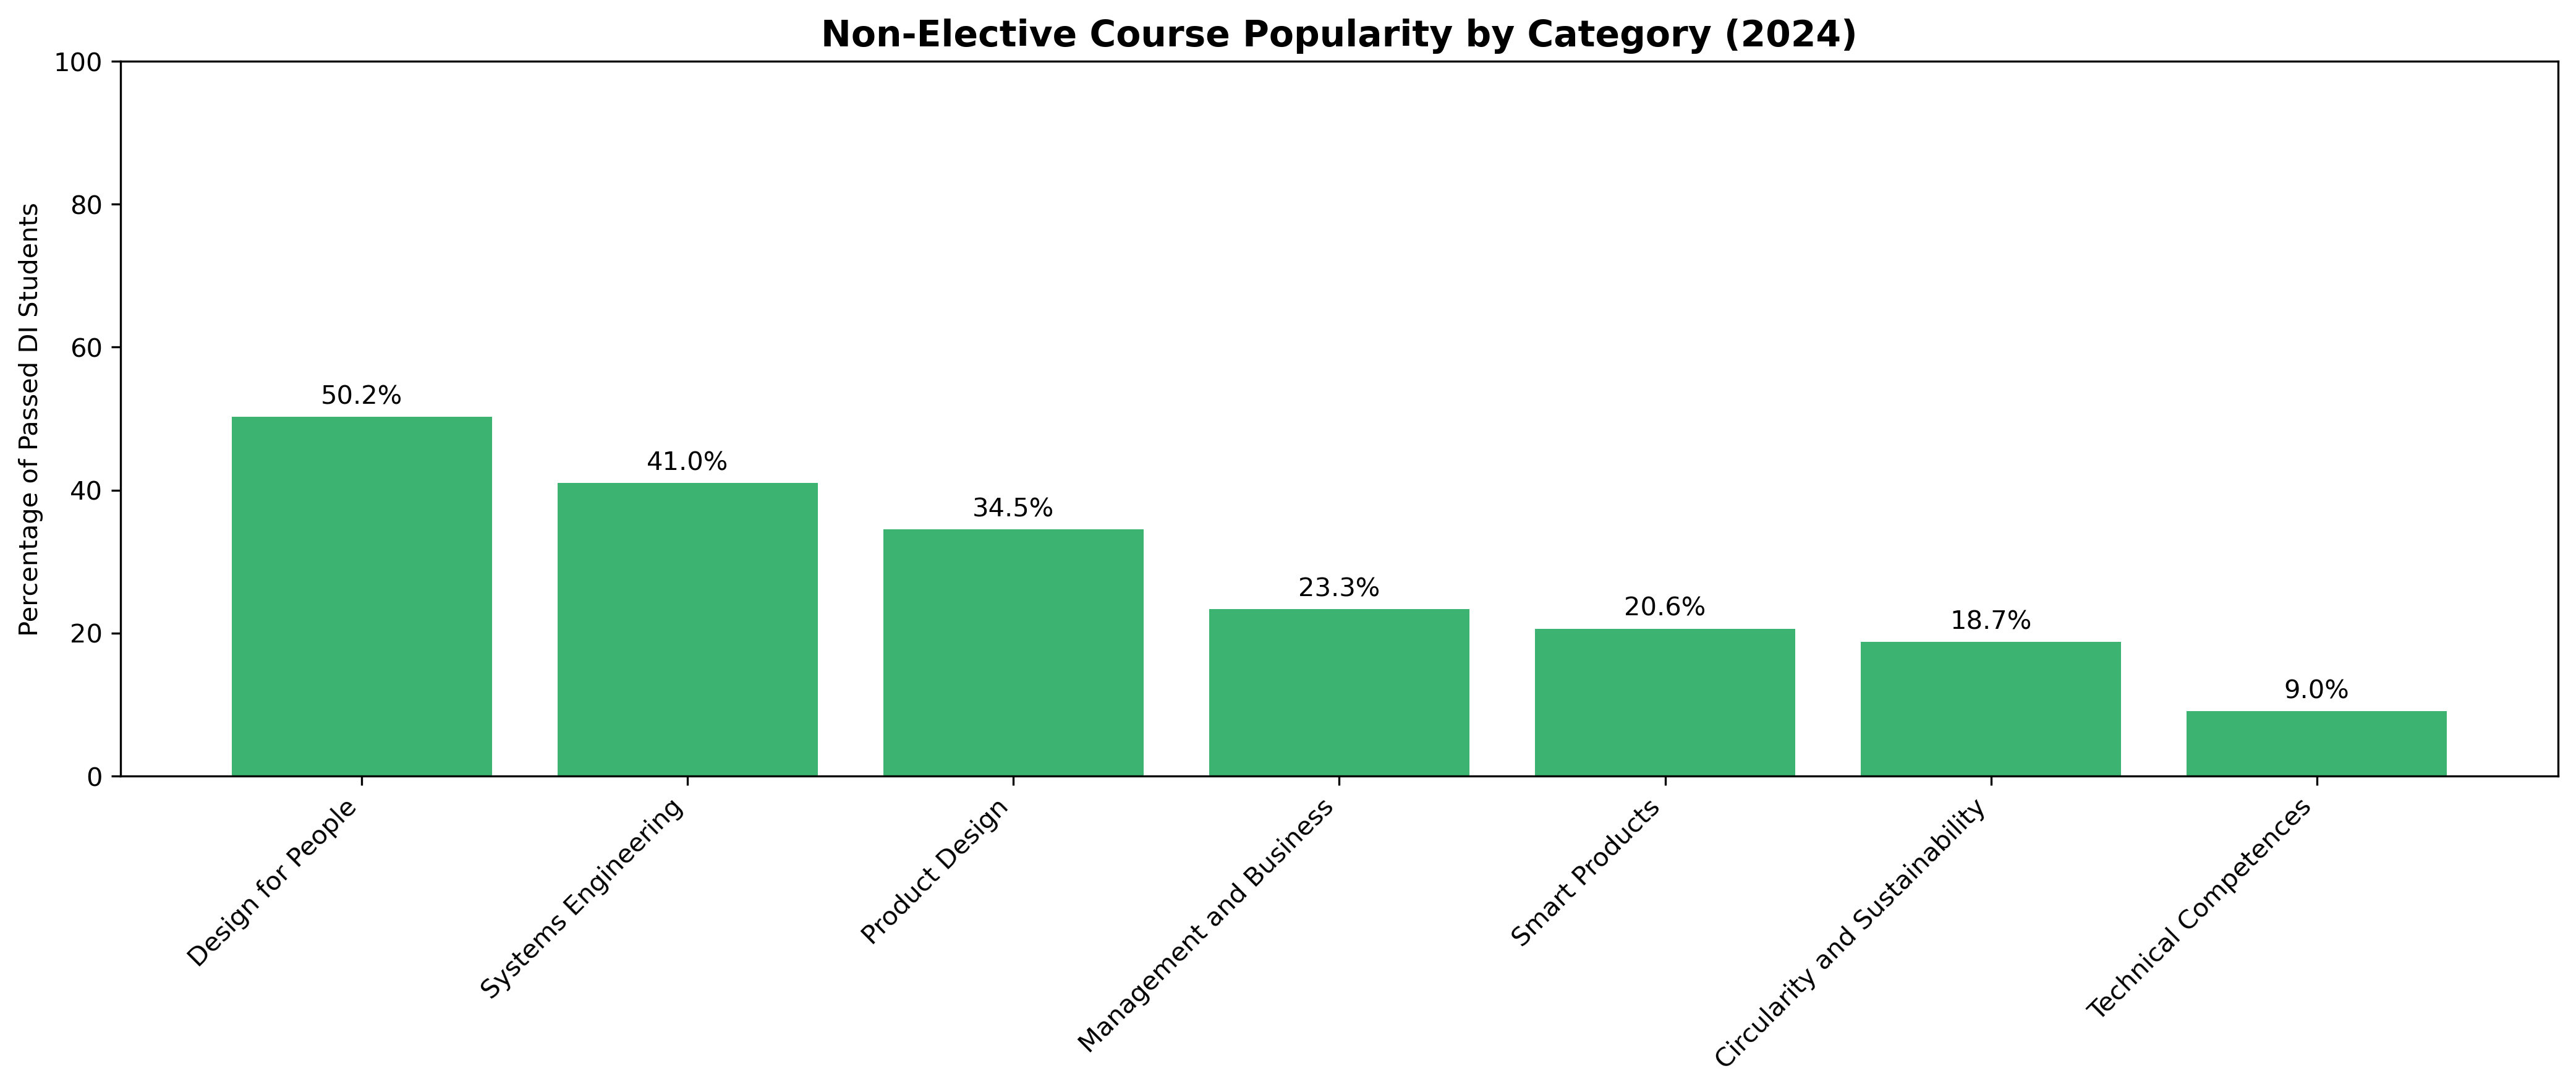 Non-Elective Course Popularity by Category (2024)
Percentage of Passed DI Students
100
80
60
40
20
0
50.2%
41.0%
34.5%
23.3%
20.6%
18.7%
9.0%
Design for People
Systems Engineering
Product Design
Management and Business
Smart Products
Circularity and Sustainability
Technical Competences